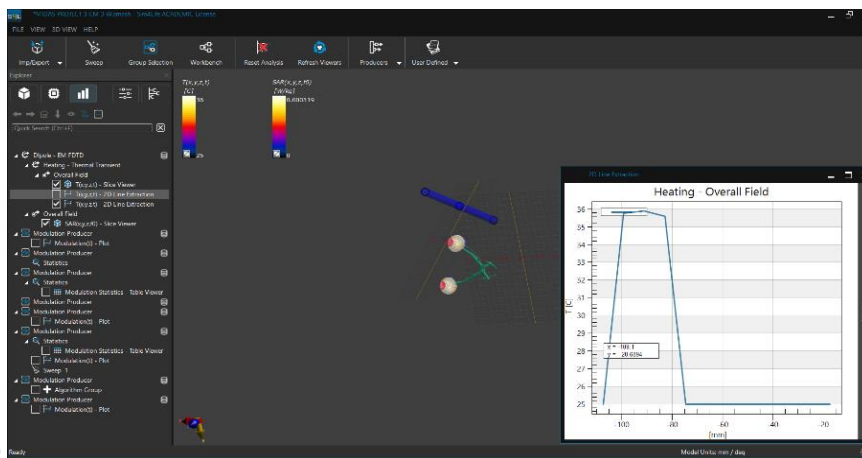 FILE VIEW 3D VIEW HELP
Imp/Export Sweep Group Selection Workbench Reset Analysis Refresh Viewers Producers User Defined
Explorer
Quick Search (Ctrl+F)
Dipole - EM FDTD
Heating - Thermal Transient
Overall Field
T(x,y,z,t) - Slice Viewer
T(x,y,z,t) - 2D Line Extraction
T(x,y,z,t) - 2D Line Extraction
Overall Field
SAR(x,y,z,f0) - Slice Viewer
Modulation Producer
Modulation(t) - Plot
Modulation Producer
Statistics
Modulation Producer
Statistics
Modulation Statistics - Table Viewer
Modulation Producer
Modulation Producer
Modulation(t) - Plot
Modulation Producer
Statistics
Modulation Statistics - Table Viewer
Modulation(t) - Plot
Sweep 1
Modulation Producer
Algorithm Group
Modulation Producer
Modulation(t) - Plot
T(x,y,z,t)
[C]
36
25
SAR(x,y,z,f0)
[W/kg]
0
2D Line Extraction
Heating - Overall Field
36
35
34
33
32
31
30
29
28
27
26
25
T [C]
-100 -80 -60 -40 -20
[mm]
Ready
Model Units: mm / deg